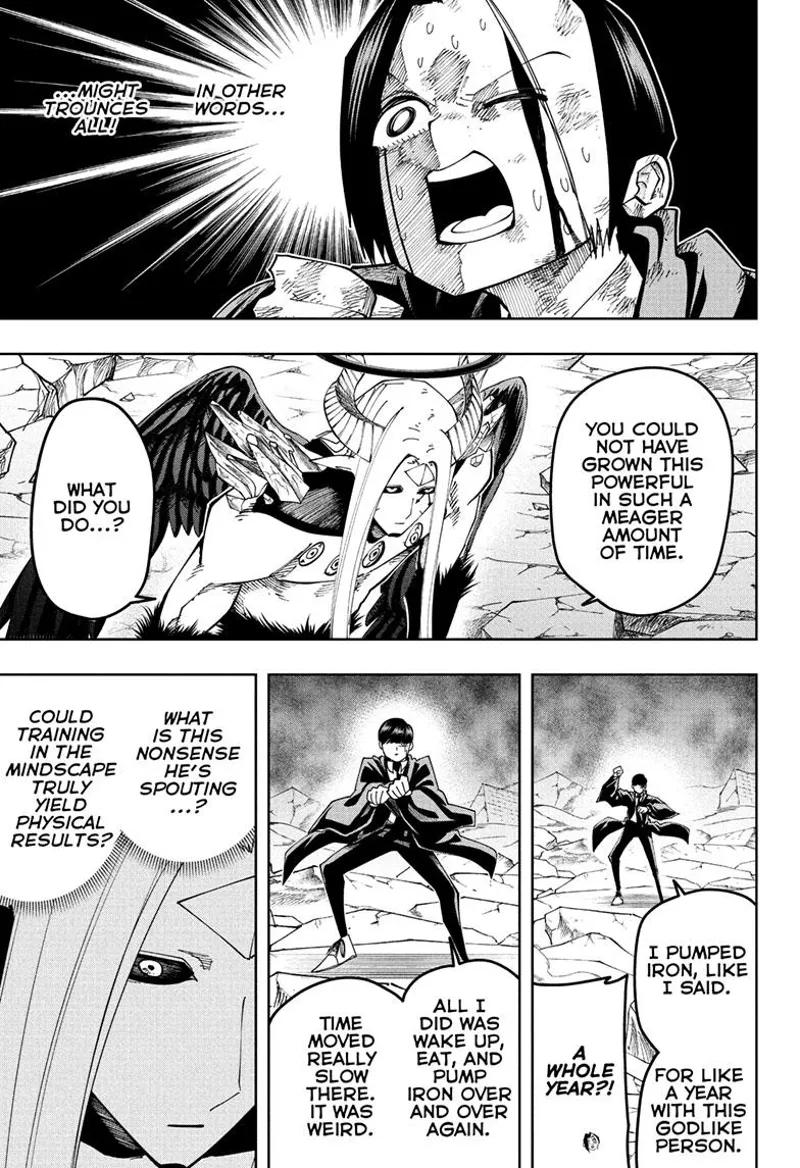 IN OTHER
WORDS...
...MIGHT
TROUNCES
ALL!
YOU COULD
NOT HAVE
GROWN THIS
POWERFUL
IN SUCH A
MEAGER
AMOUNT
OF TIME.
WHAT
DID YOU
DO...?
I PUMPED
IRON, LIKE
I SAID.
FOR LIKE
A YEAR
WITH THIS
GODLIKE
PERSON.
A
WHOLE
YEAR?!
ALL I
DID WAS
WAKE UP,
EAT, AND
PUMP
IRON OVER
AND OVER
AGAIN.
TIME
MOVED
REALLY
SLOW
THERE.
IT WAS
WEIRD.
WHAT
IS THIS
NONSENSE
HE'S
SPOUTING
...?
COULD
TRAINING
IN THE
MINDSCAPE
TRULY
YIELD
PHYSICAL
RESULTS?